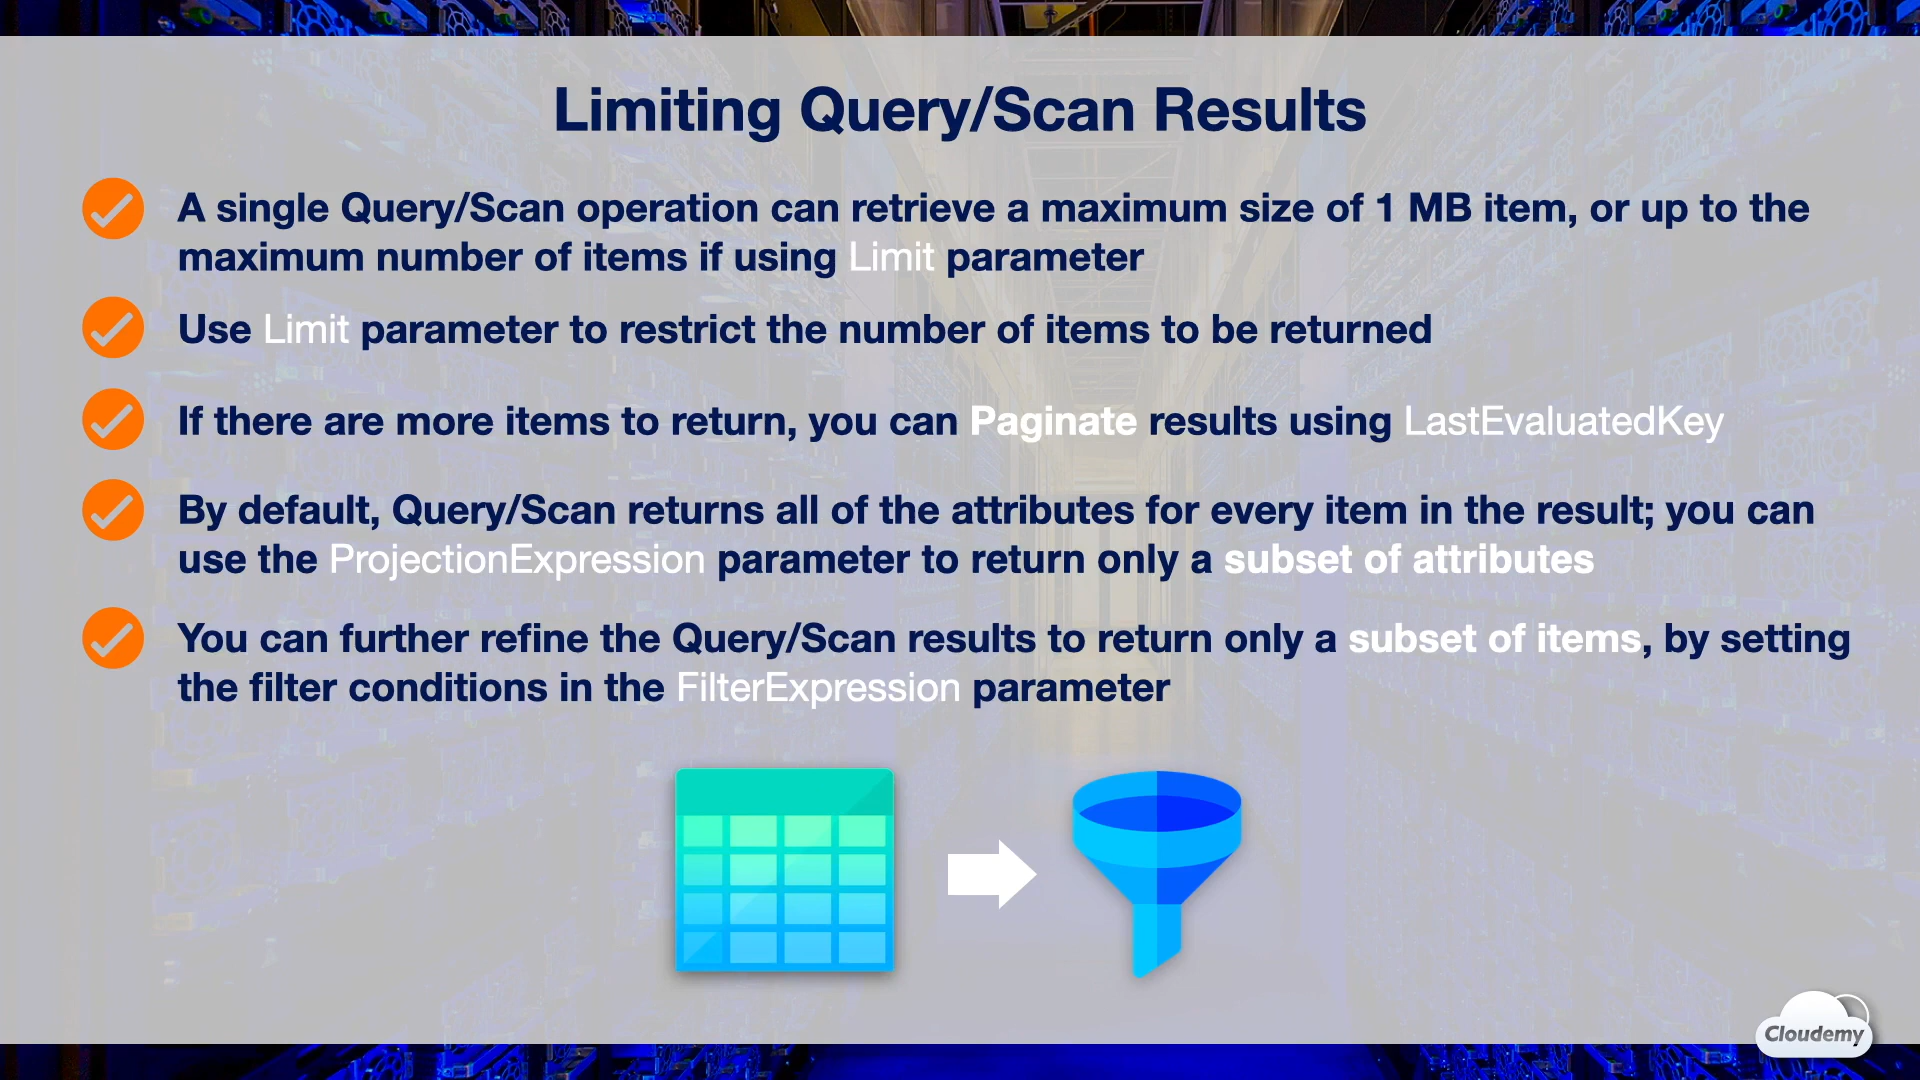 Limiting Query/Scan Results
A single Query/Scan operation can retrieve a maximum size of 1 MB item, or up to the
maximum number of items if using Limit parameter
Use Limit parameter to restrict the number of items to be returned
If there are more items to return, you can Paginate results using LastEvaluatedKey
By default, Query/Scan returns all of the attributes for every item in the result; you can
use the ProjectionExpression parameter to return only a subset of attributes
You can further refine the Query/Scan results to return only a subset of items, by setting
the filter conditions in the FilterExpression parameter
Cloudemy